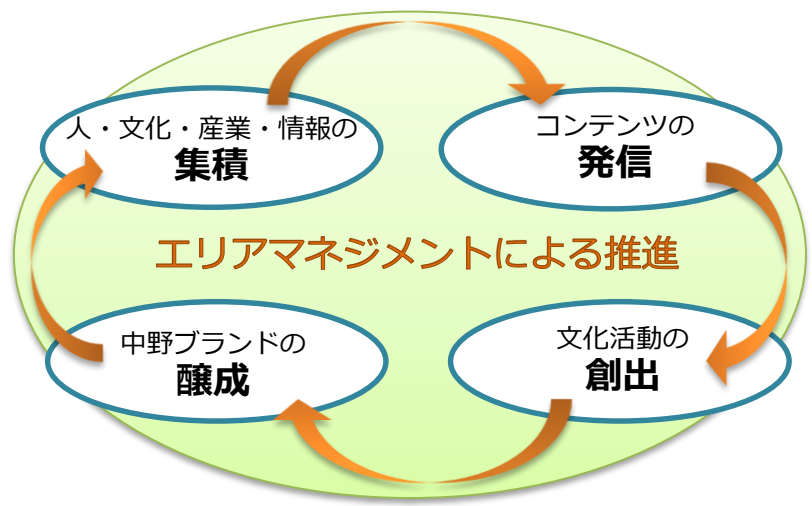 人・文化・産業・情報の
集積
コンテンツの
発信
エリアマネジメントによる推進
中野ブランドの
醸成
文化活動の
創出